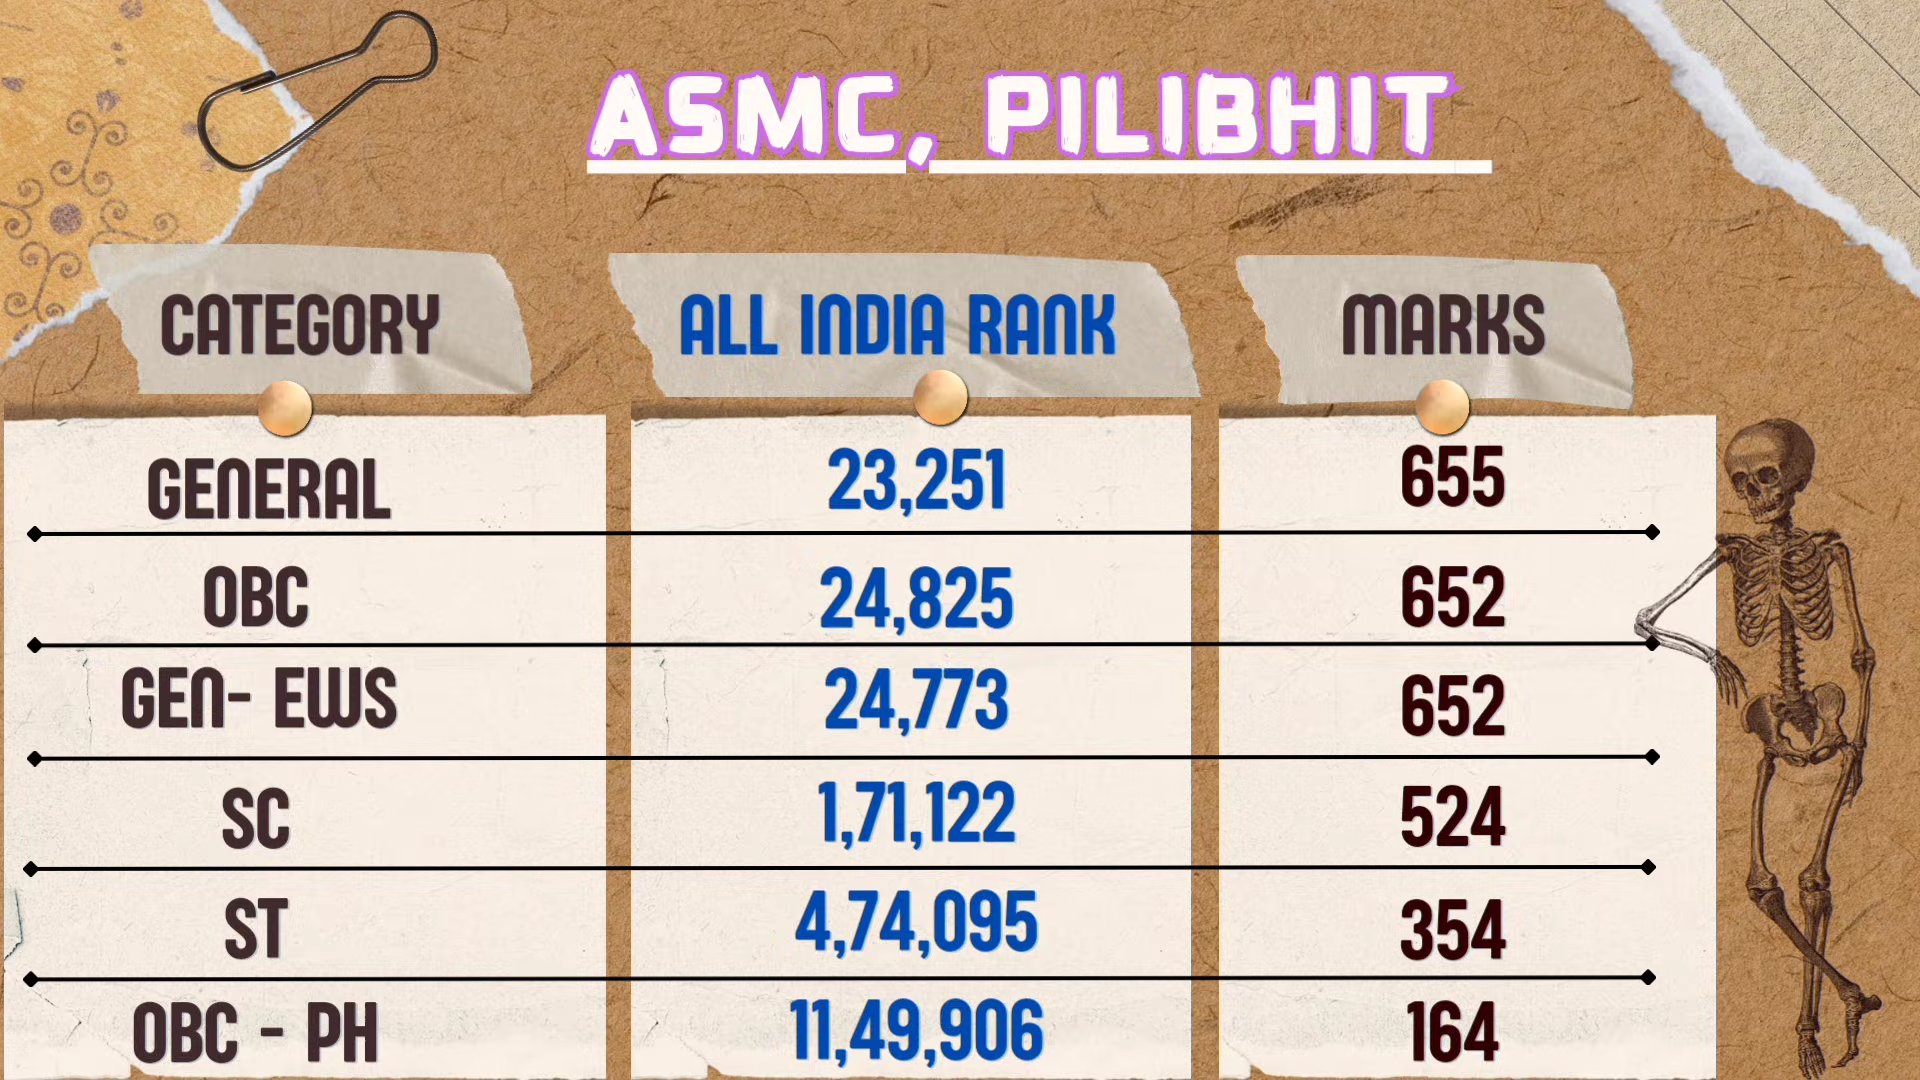 ASMC, PILIBHIT
CATEGORY ALL INDIA RANK MARKS
GENERAL 23,251 655
OBC 24,825 652
GEN- EWS 24,773 652
SC 1,71,122 524
ST 4,74,095 354
OBC - PH 11,49,906 164